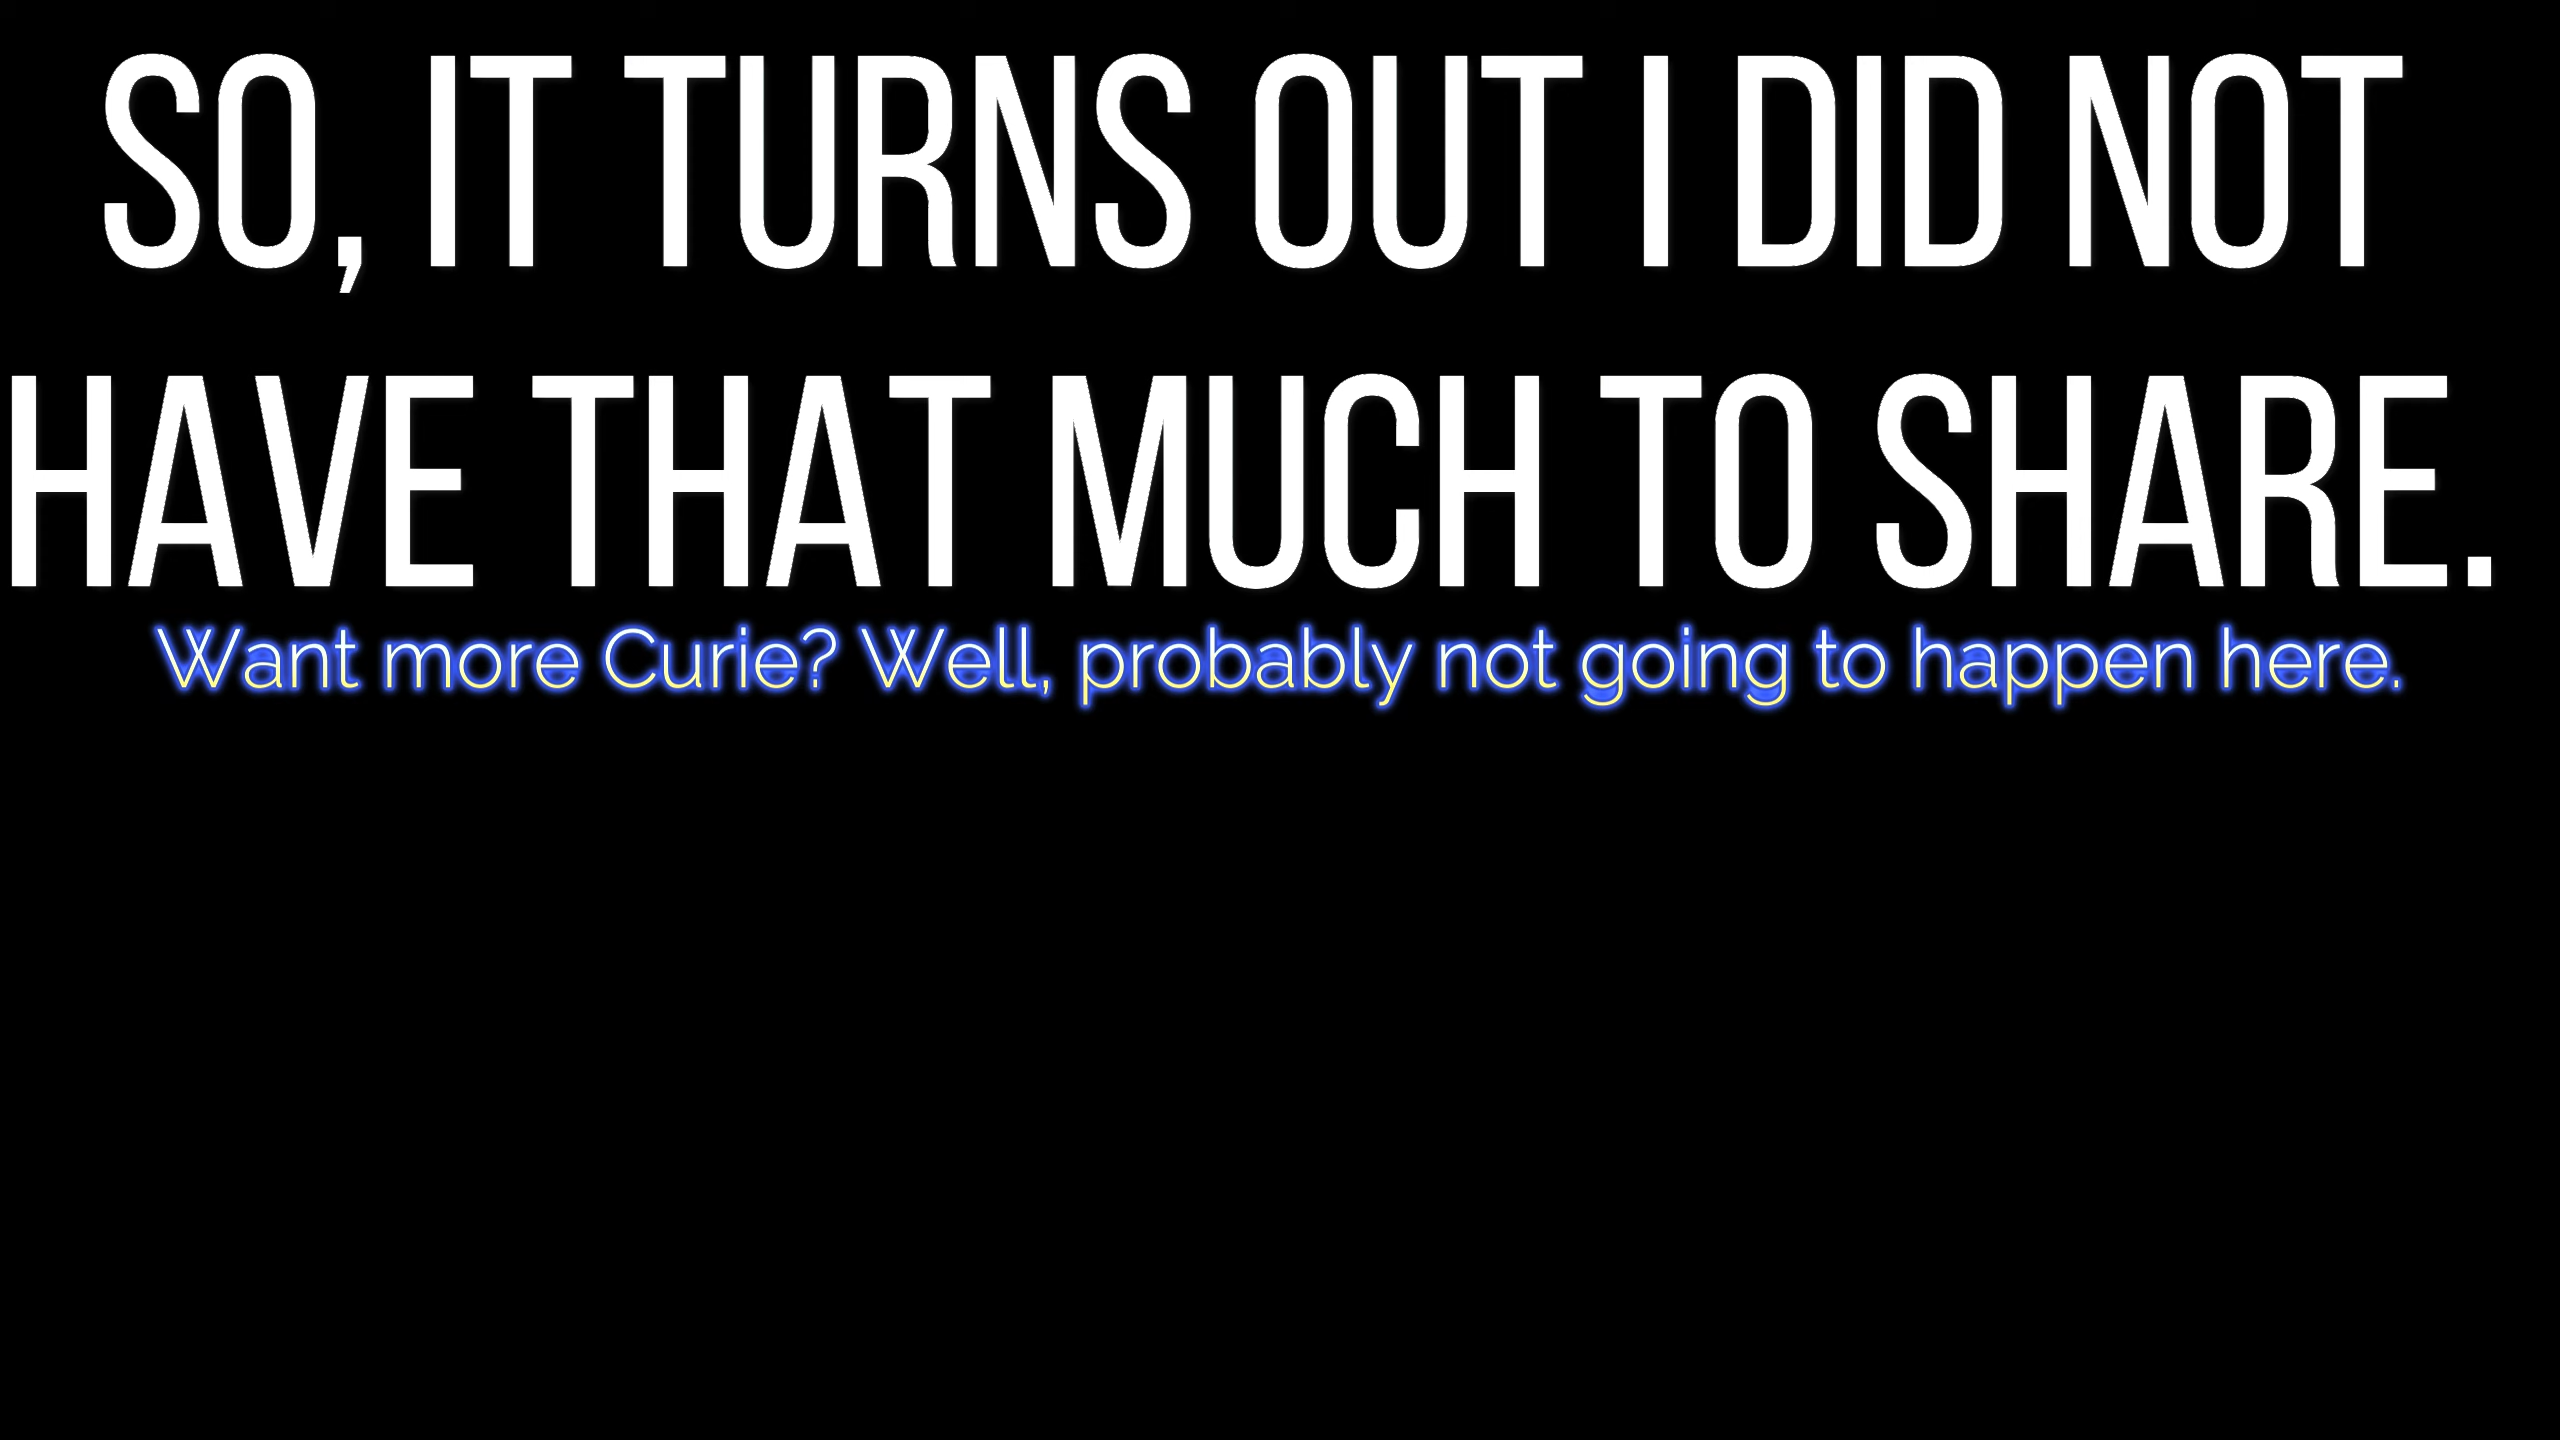 SO, IT TURNS OUT I DID NOT
HAVE THAT MUCH TO SHARE.
Want more Curie? Well, probably not going to happen here.